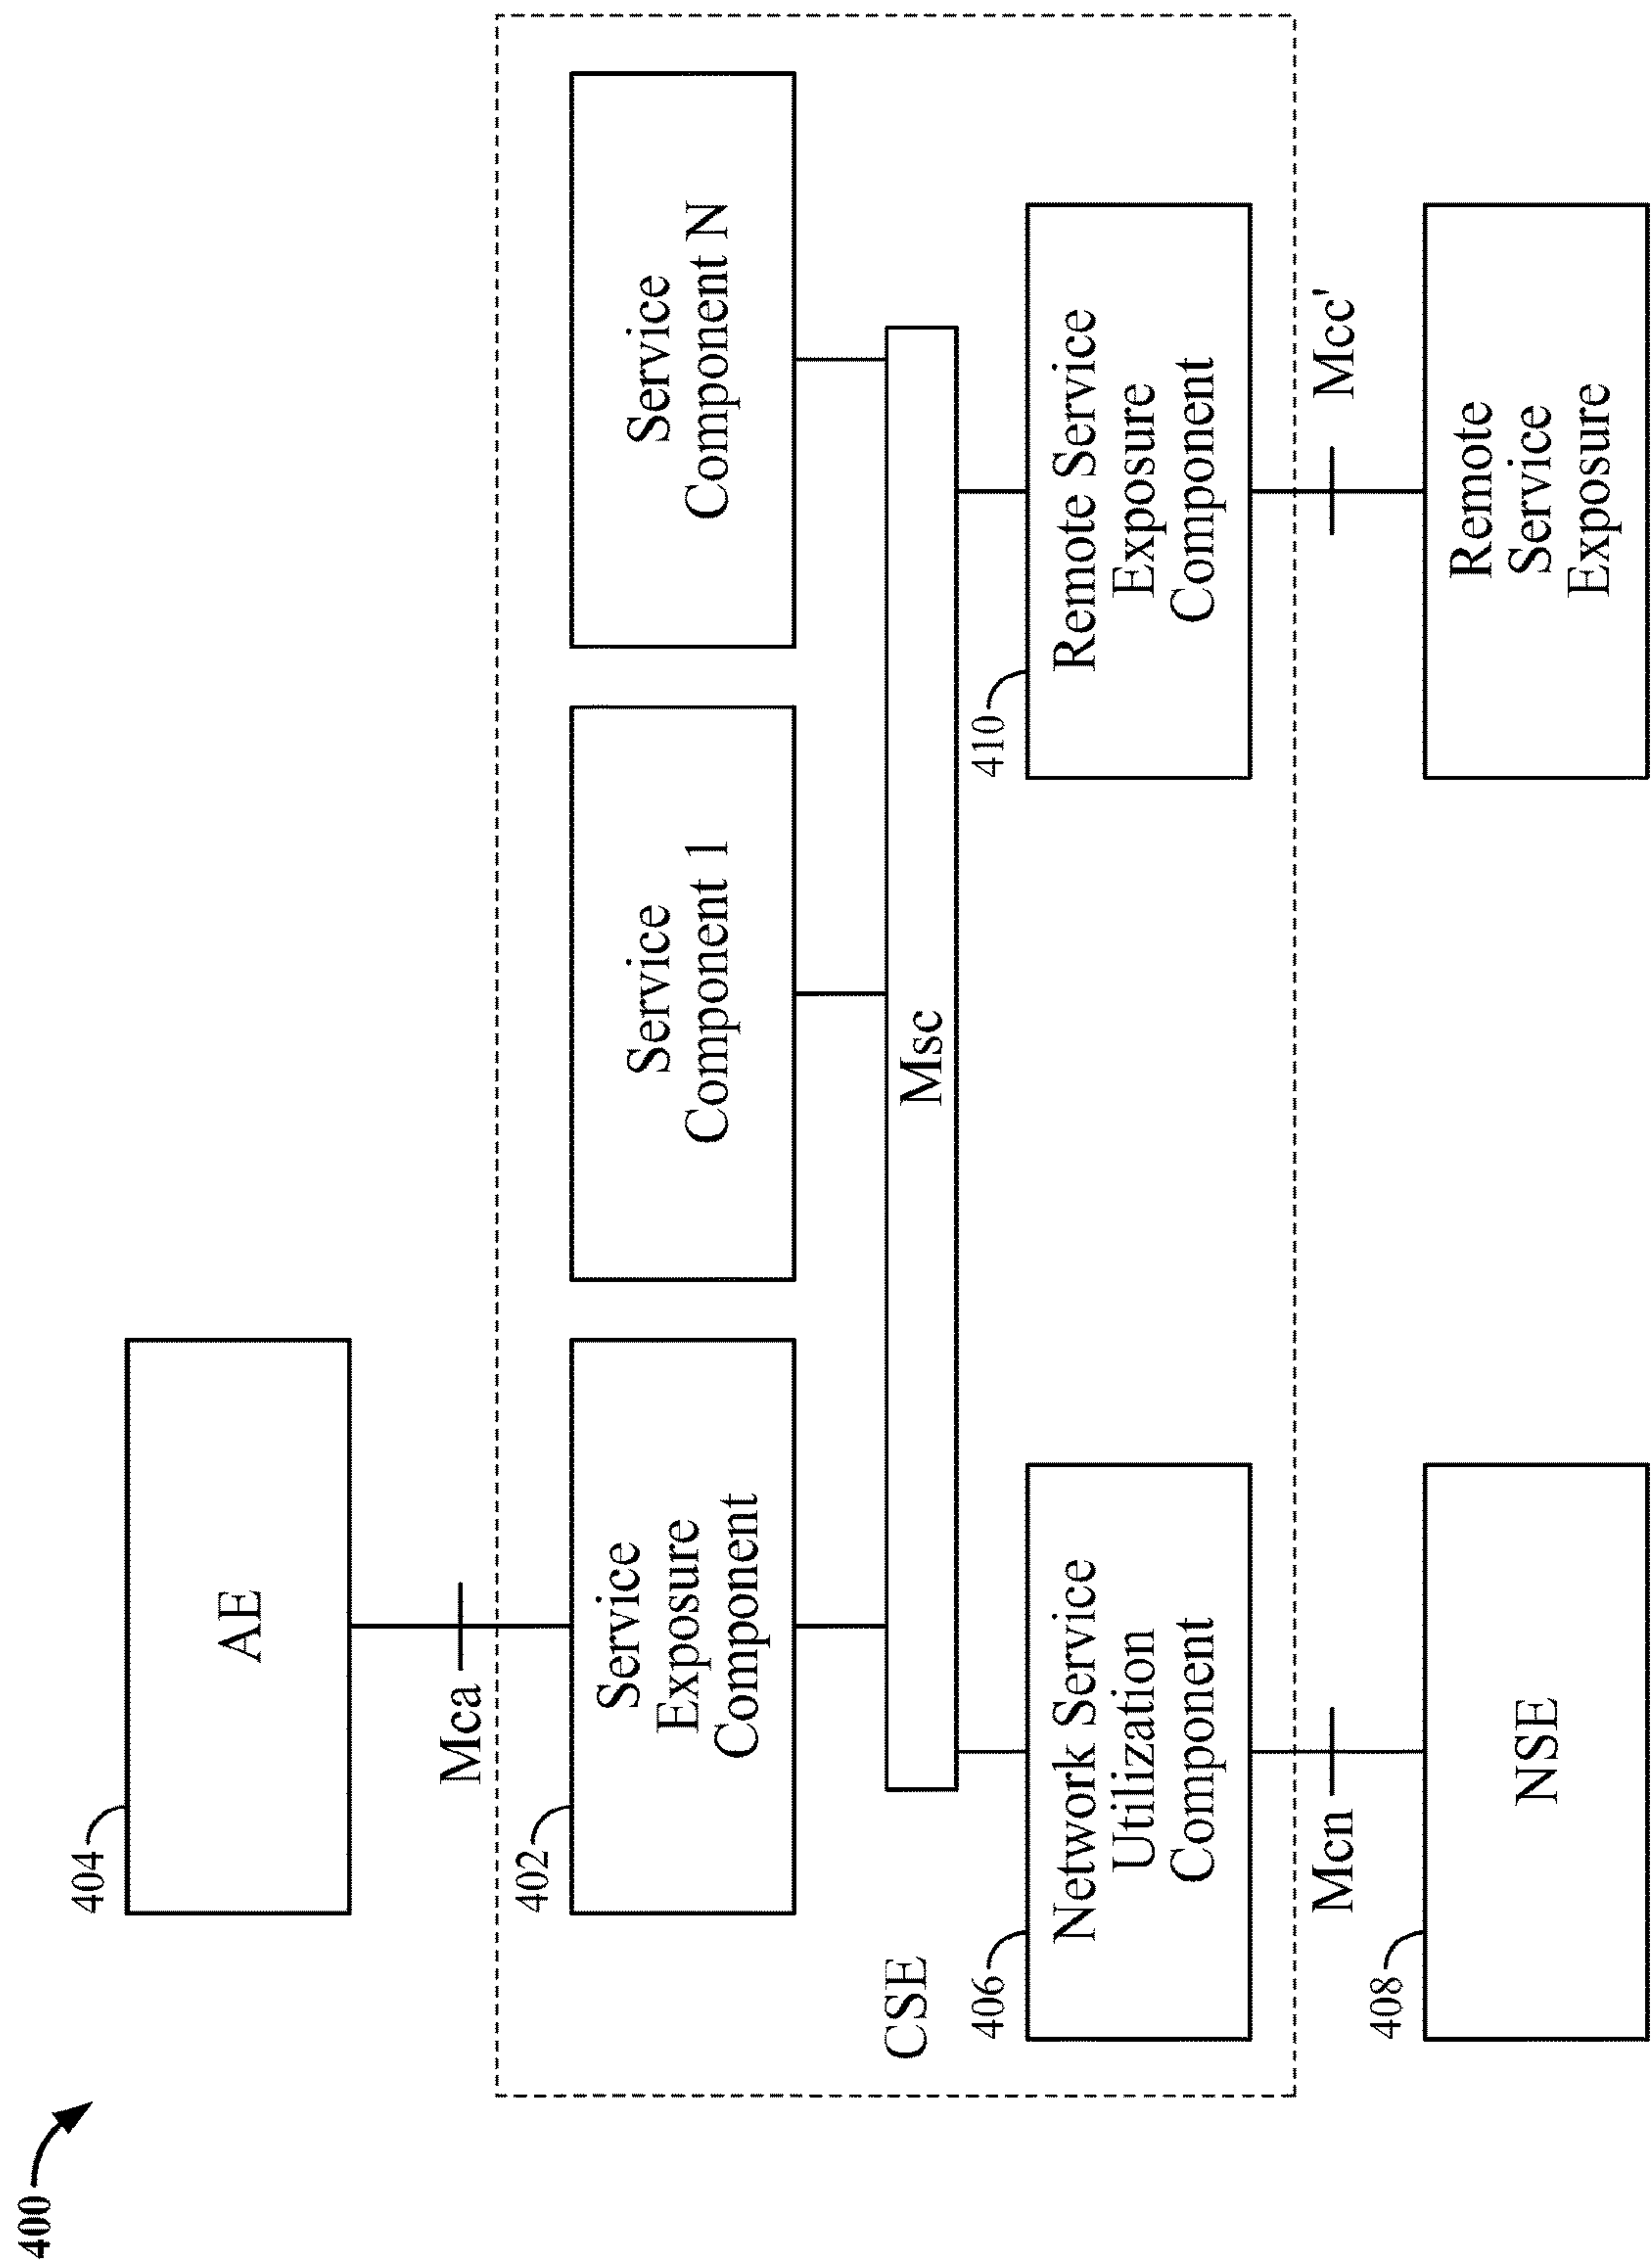 400
404
AE
Mca
402
Service
Exposure
Component
Service
Component 1
Service
Component N
CSE
Msc
406
Network Service
Utilization
Component
410
Remote Service
Exposure
Component
Mcn
Mcc'
408
NSE
Remote
Service
Exposure